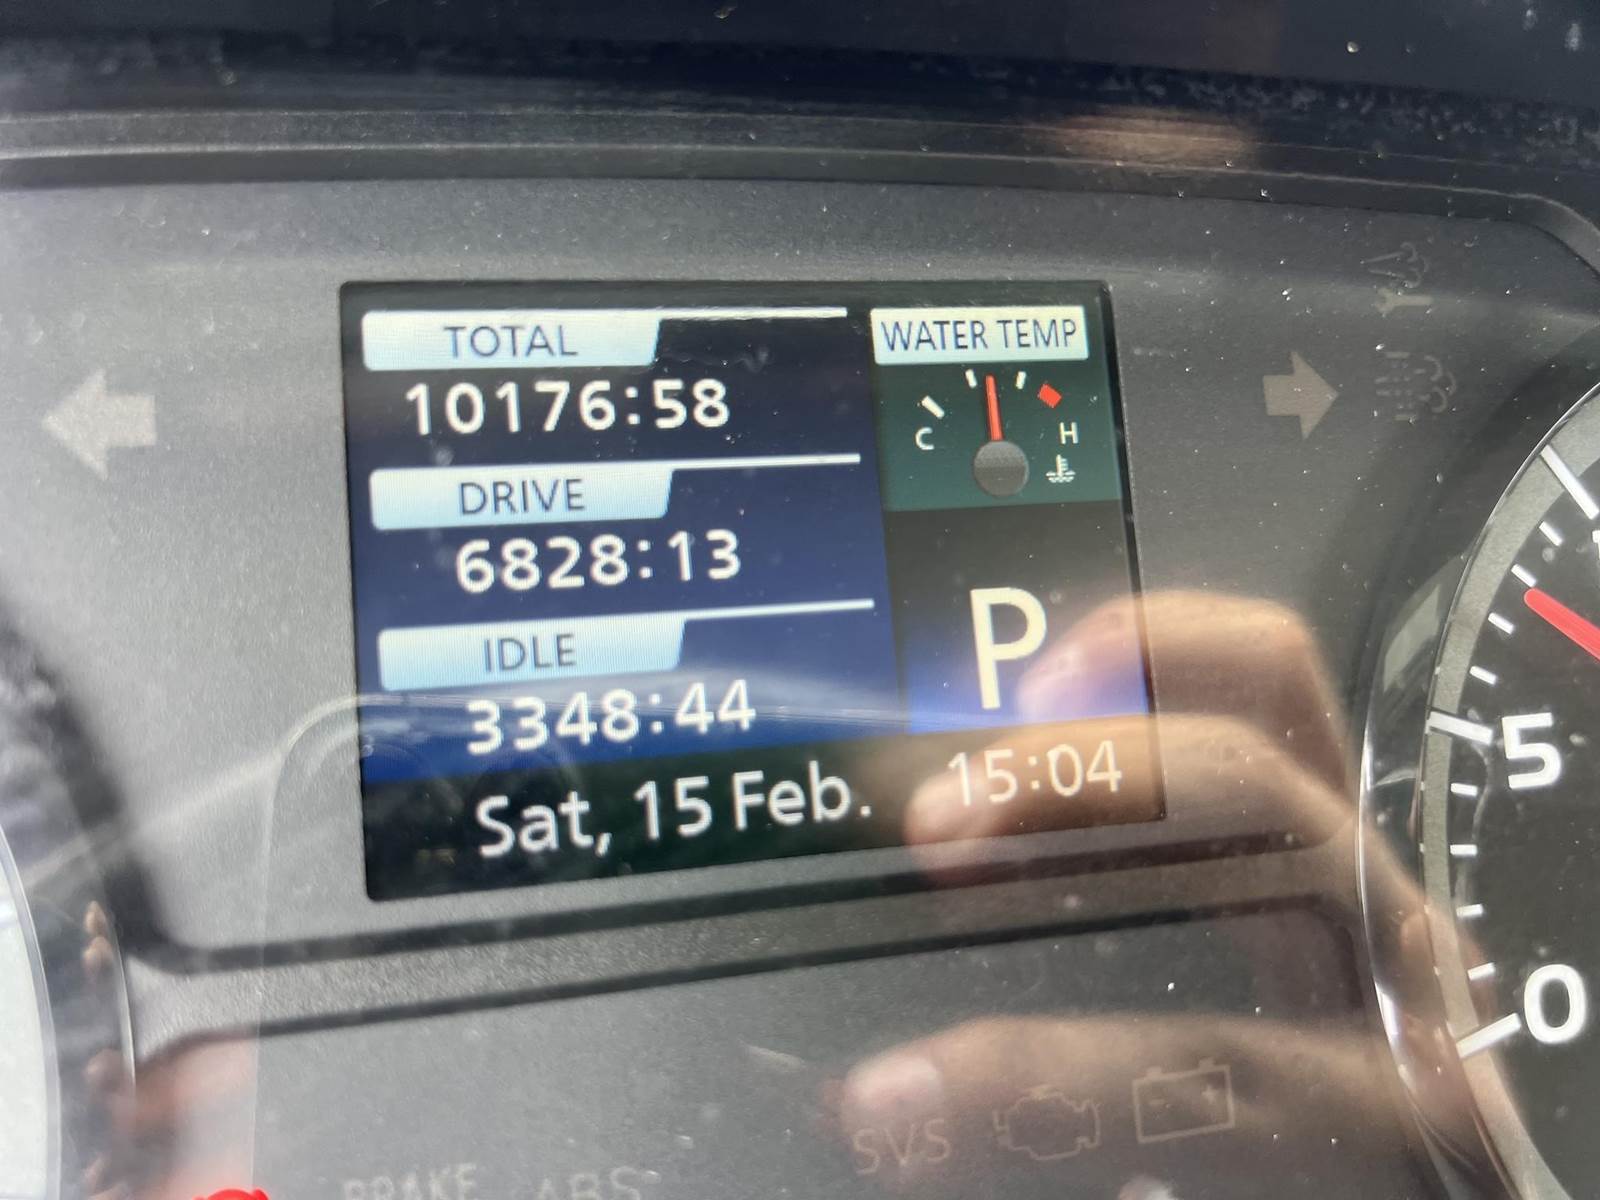 TOTAL
10176:58
DRIVE
6828:13
IDLE
3348:44
WATER TEMP
C
H
P
Sat, 15 Feb.
15:04
5
0
SVS
BRAKE
ABS